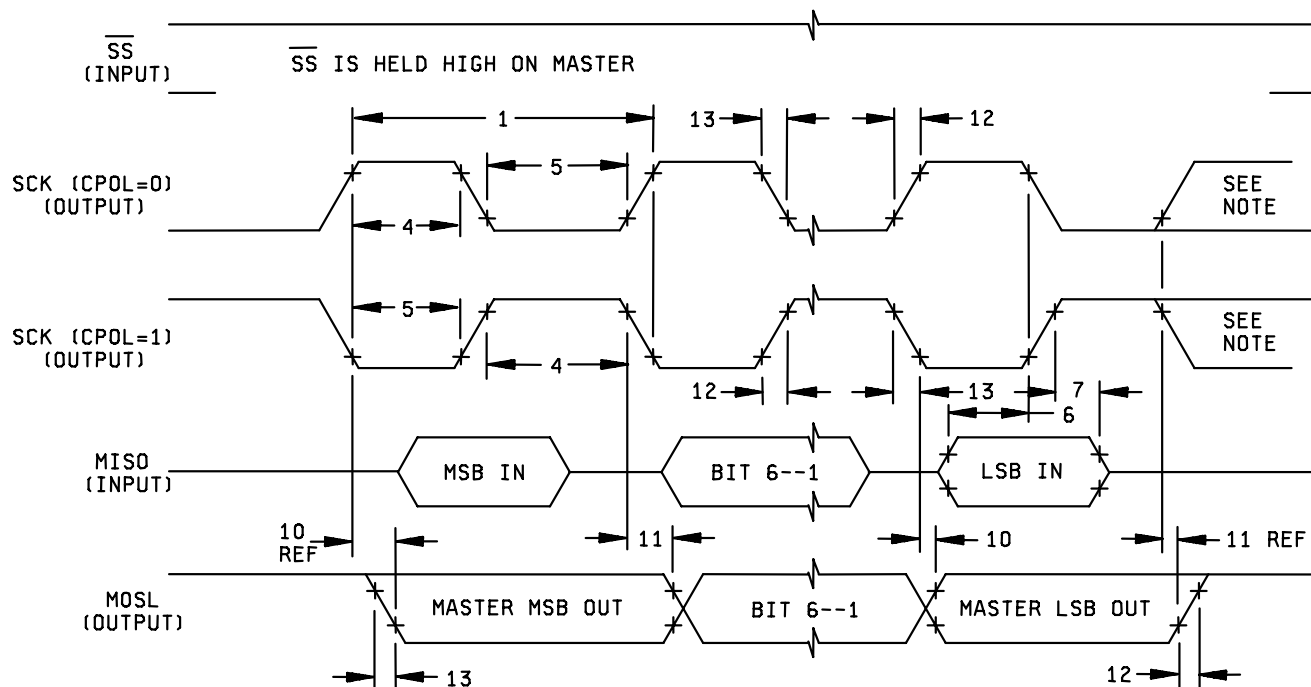 SS
(INPUT)
SS IS HELD HIGH ON MASTER
1
13
12
5
SCK (CPOL=0)
(OUTPUT)
4
SEE
NOTE
5
SCK (CPOL=1)
(OUTPUT)
4
SEE
NOTE
12
13
7
6
MISO
(INPUT)
MSB IN
BIT 6--1
LSB IN
10
REF
11
10
11 REF
MOSL
(OUTPUT)
MASTER MSB OUT
BIT 6--1
MASTER LSB OUT
13
12